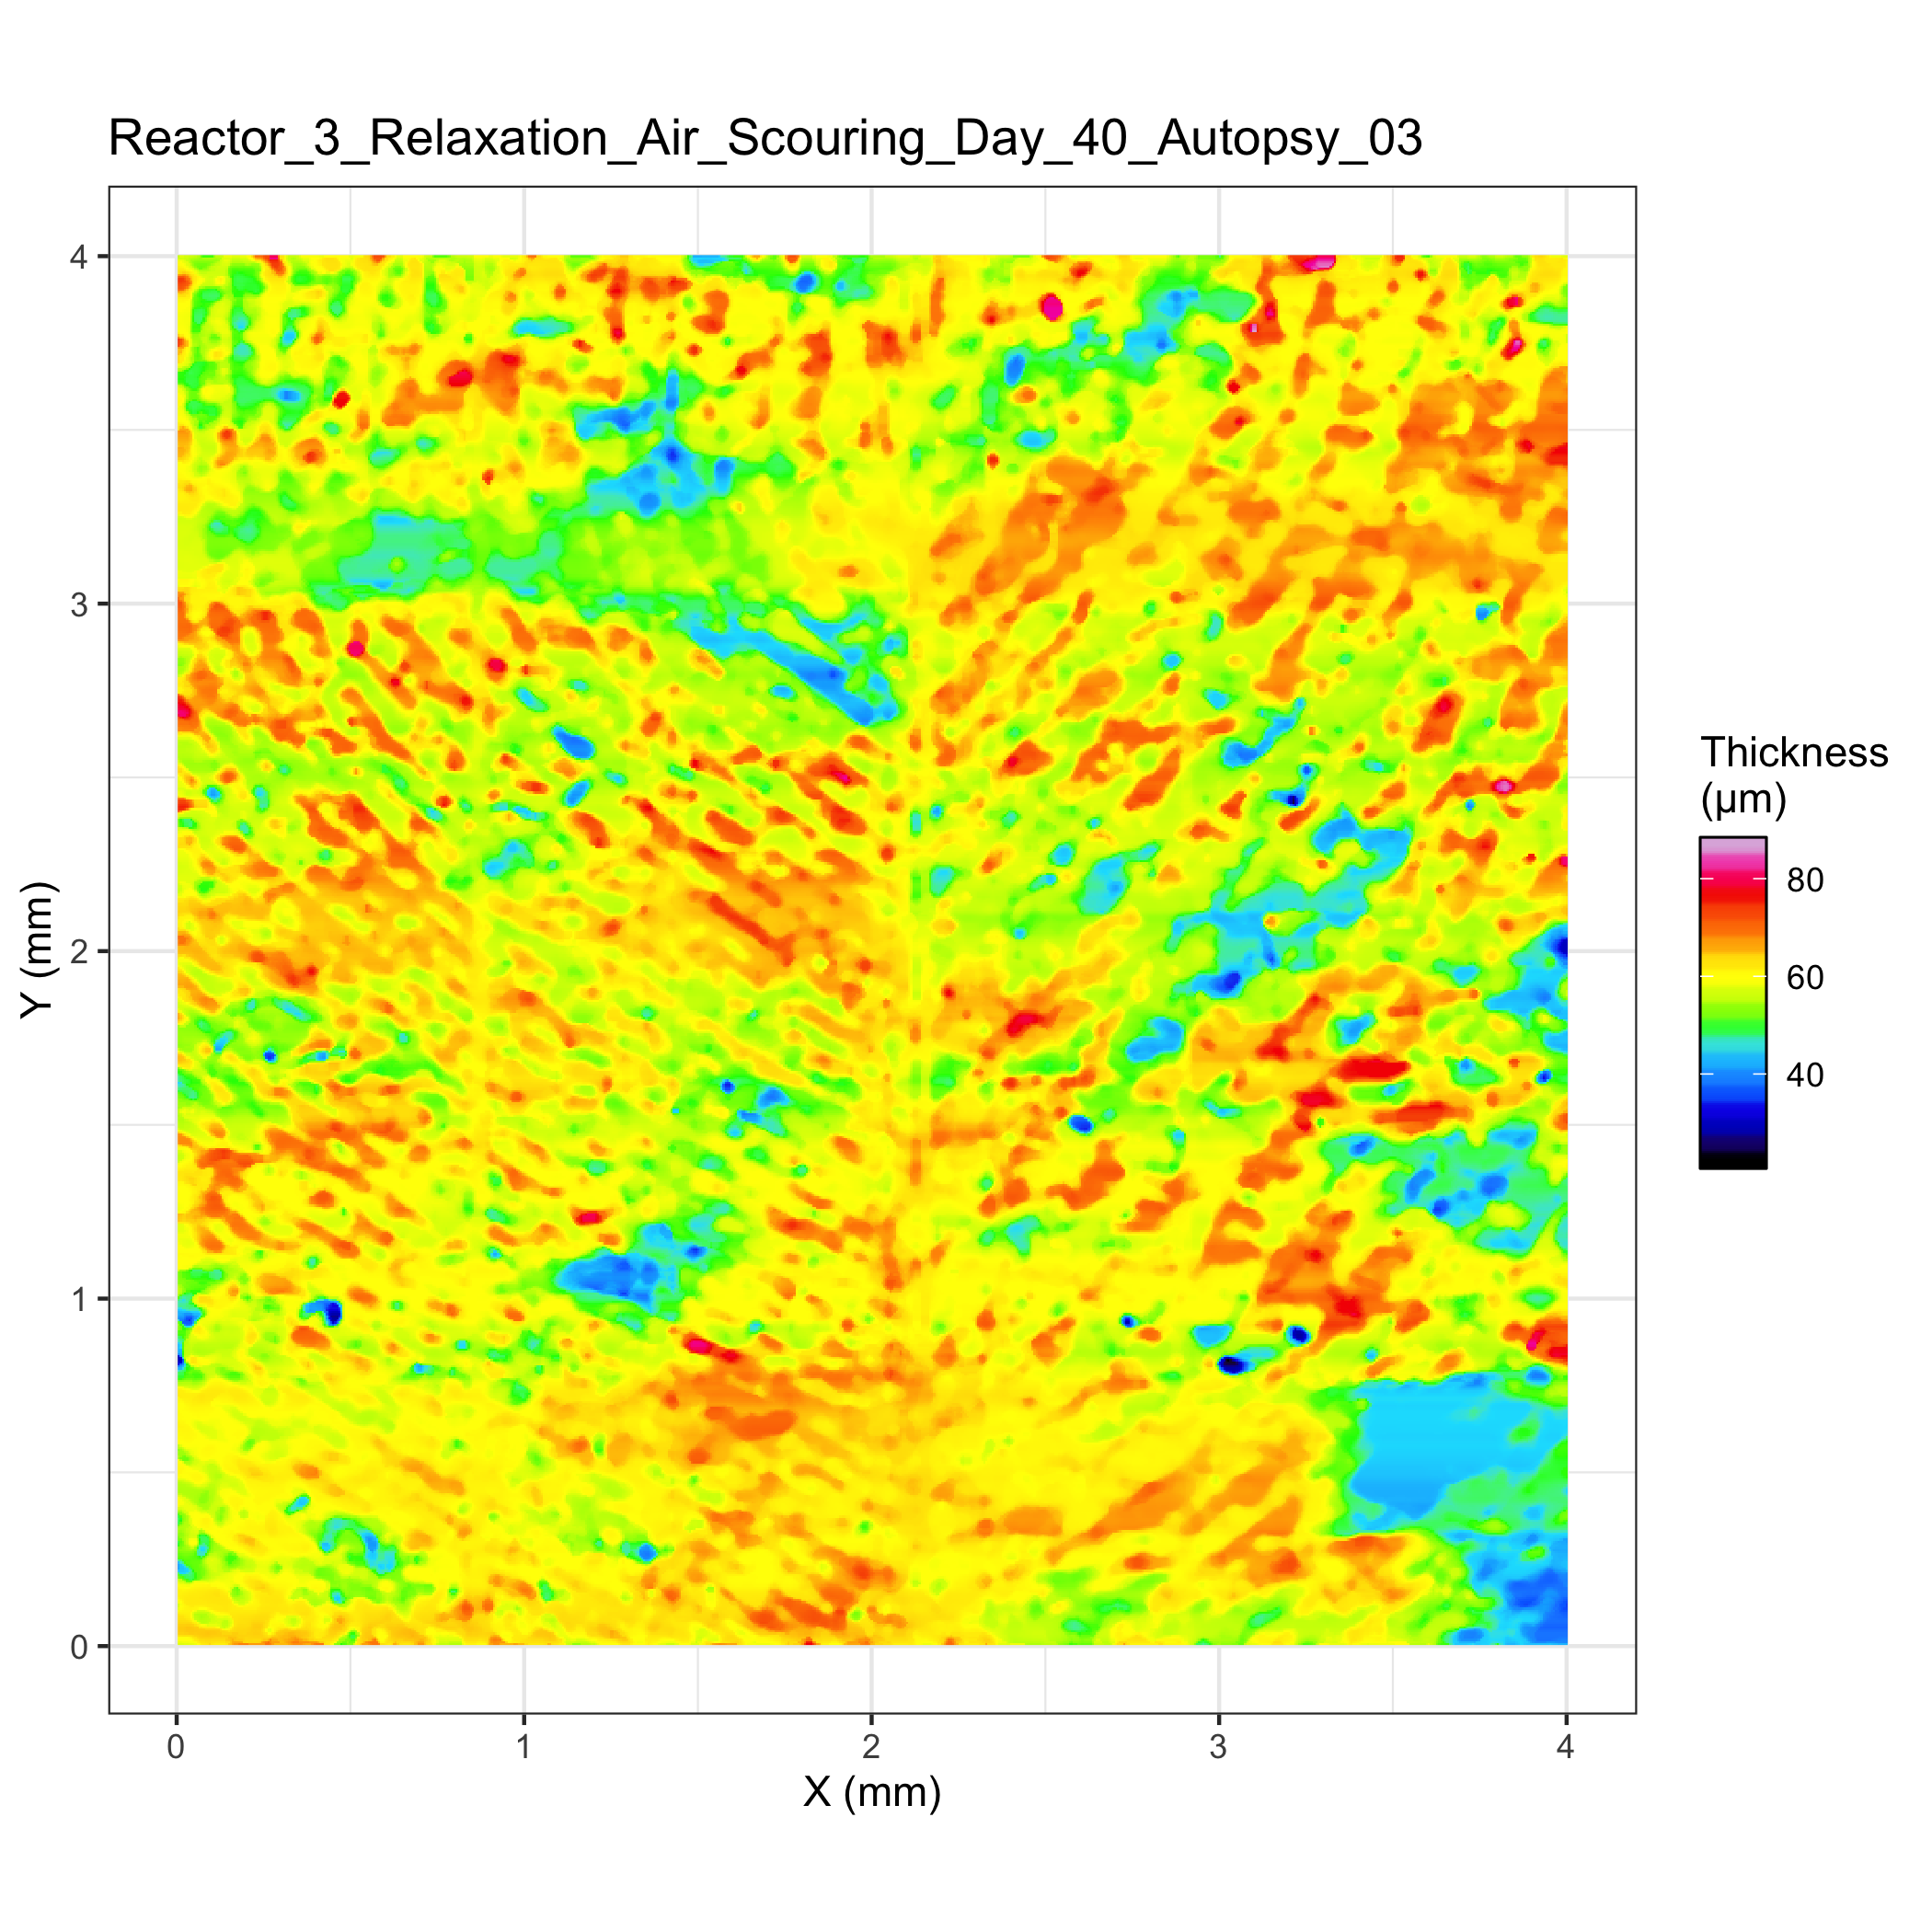 Reactor_3_Relaxation_Air_Scouring_Day_40_Autopsy_03
4
3
2
1
0
Y (mm)
0 1 2 3 4
X (mm)
Thickness
(μm)
80
60
40